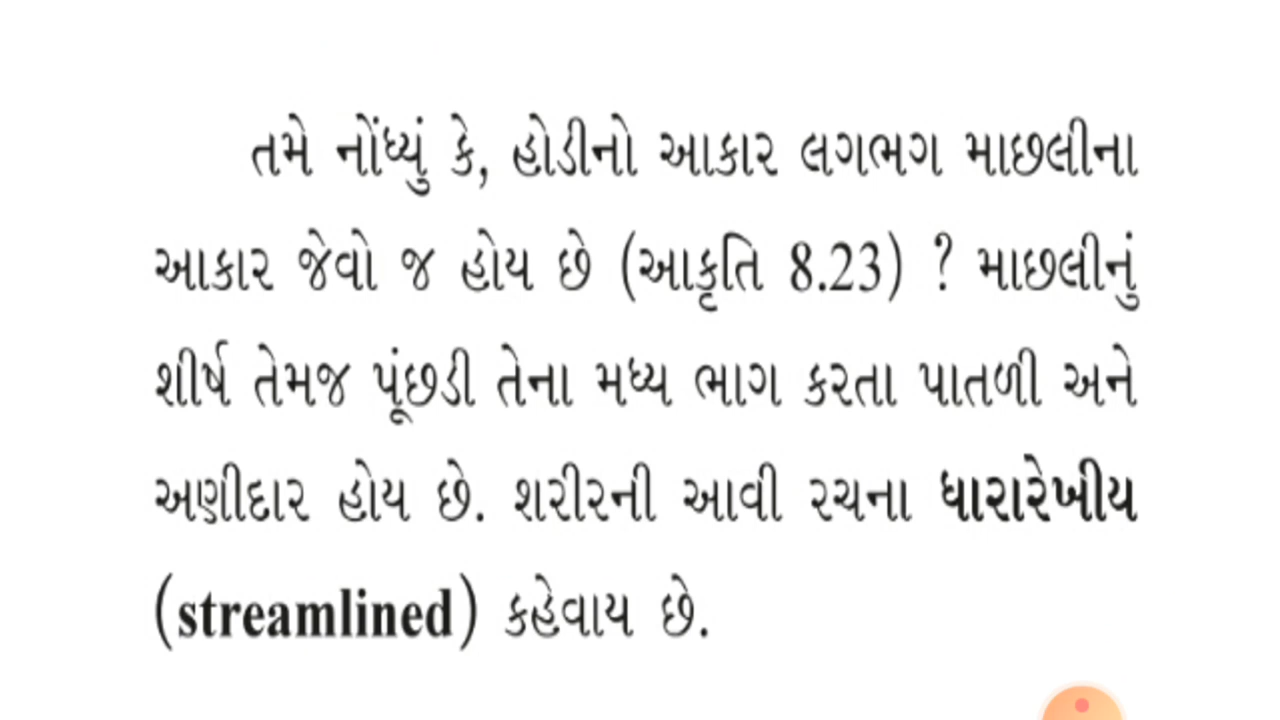 તમે નોંધ્યું કે, હોડીનો આકાર લગભગ માછલીના
આકાર જેવો જ હોય છે (આકૃતિ 8.23) ? માછલીનું
શીર્ષ તેમજ પૂંછડી તેના મધ્ય ભાગ કરતા પાતળી અને
અણીદાર હોય છે. શરીરની આવી રચના ધારારેખીય
(streamlined) કહેવાય છે.